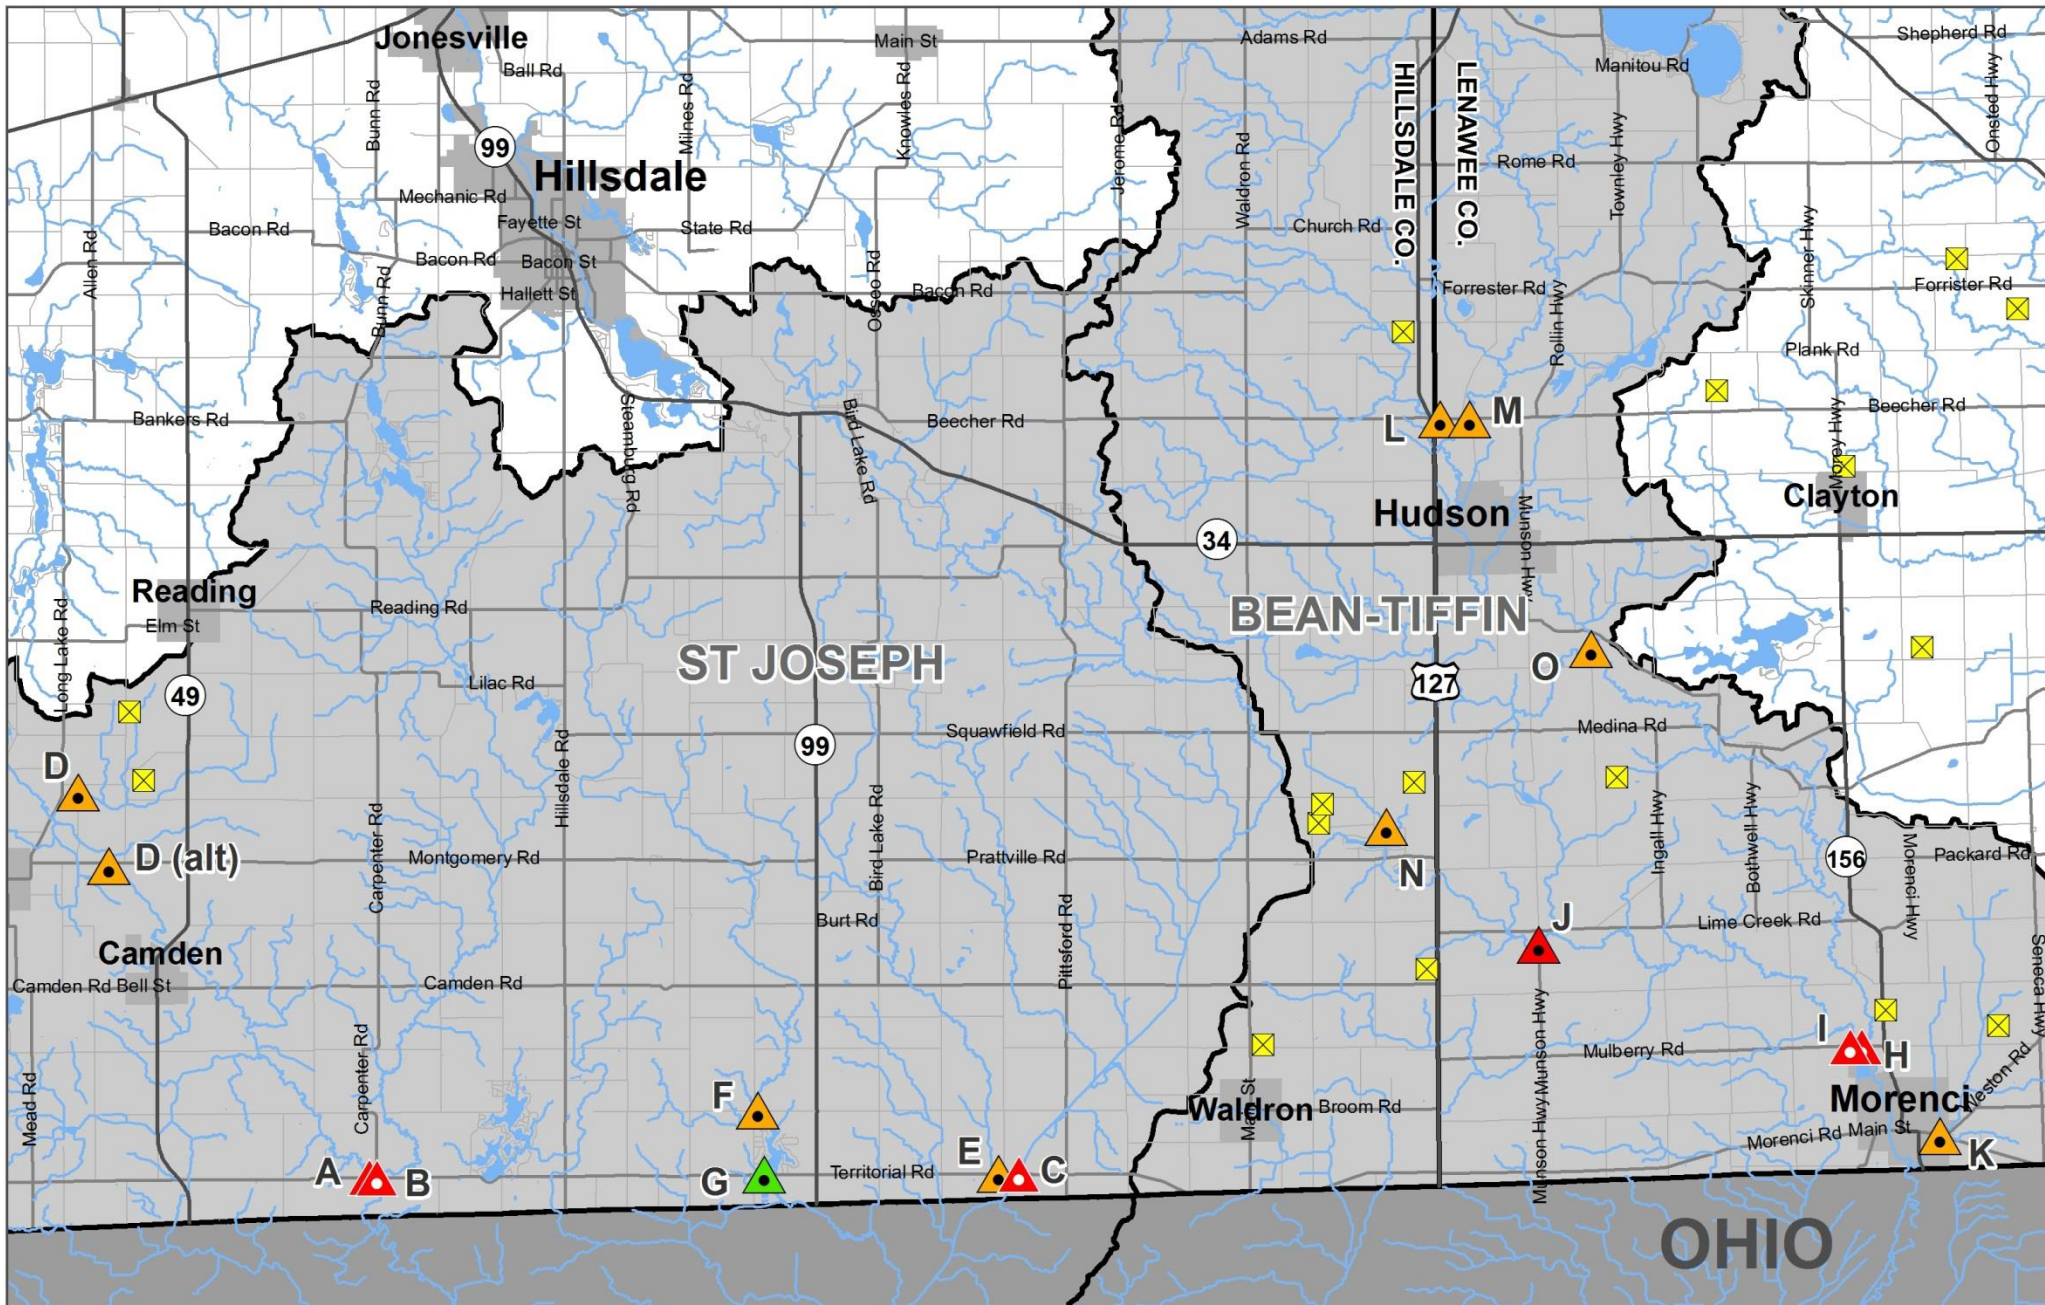 Jonesville
Main St
Adams Rd
Shepherd Rd
Ball Rd
Manitou Rd
HILLSDALE CO.
LENAWEE CO.
Bunn Rd
Milnes Rd
Knowles Rd
Onsted Hwy
99
Jerome Rd
Waldron Rd
Townley Hwy
Rome Rd
Hillsdale
Mechanic Rd
Fayette St
State Rd
Bacon Rd
Church Rd
Allen Rd
Bacon Rd
Bacon St
Skinner Hwy
Hallett St
Bunn Rd
Osseo Rd
Bacon Rd
Forrester Rd
Forrister Rd
Rollin Hwy
Plank Rd
Bankers Rd
Steamburg Rd
Bird Lake Rd
Beecher Rd
L
M
Beecher Rd
Morey Hwy
Clayton
Hudson
Munson Hwy
34
Reading
Elm St
Reading Rd
Long Lake Rd
BEAN-TIFFIN
ST JOSEPH
O
49
Lilac Rd
127
99
Squawfield Rd
Medina Rd
D
Hillsdale Rd
D (alt)
Carpenter Rd
Montgomery Rd
Bird Lake Rd
Prattville Rd
N
Ingall Hwy
Bothwell Hwy
156
Morenci Hwy
Packard Rd
Burt Rd
Pittsford Rd
J
Lime Creek Rd
Camden
Camden Rd
Bell St
Camden Rd
Seneca Hwy
Carpenter Rd
Munson Hwy
Mulberry Rd
I
H
Mead Rd
F
Waldron
Main St
Broom Rd
Morenci
Weston Rd
Munson Hwy
Morenci Rd
Main St
K
A
B
G
Territorial Rd
E
C
OHIO